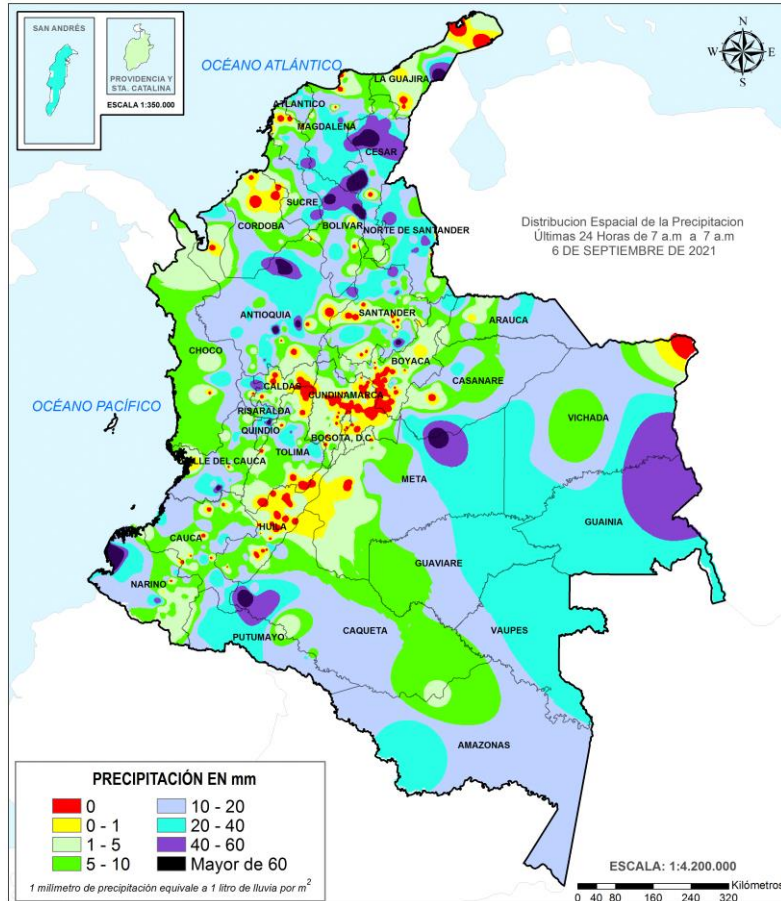 SAN ANDRÉS
PROVIDENCIA Y
STA. CATALINA
ESCALA 1:350.000
OCÉANO ATLÁNTICO
N
W
E
S
LA GUAJIRA
ATLANTICO
MAGDALENA
CESAR
SUCRE
CORDOBA
BOLIVAR
NORTE DE SANTANDER
Distribucion Espacial de la Precipitacion
Últimas 24 Horas de 7 a.m a 7 a.m
6 DE SEPTIEMBRE DE 2021
ANTIOQUIA
SANTANDER
ARAUCA
CHOCO
BOYACA
CASANARE
CALDAS
CUNDINAMARCA
OCÉANO PACÍFICO
RISARALDA
VICHADA
QUINDIO
BOGOTA, D.C.
TOLIMA
VALLE DEL CAUCA
META
GUAINIA
HUILA
CAUCA
GUAVIARE
NARINO
VAUPES
CAQUETA
PUTUMAYO
AMAZONAS
PRECIPITACIÓN EN mm
0
10 - 20
0 - 1
20 - 40
1 - 5
40 - 60
5 - 10
Mayor de 60
1 milimetro de precipitación equivale a 1 litro de lluvia por m2
ESCALA: 1:4.200.000
Kilómetros
0 40 80 160 240 320